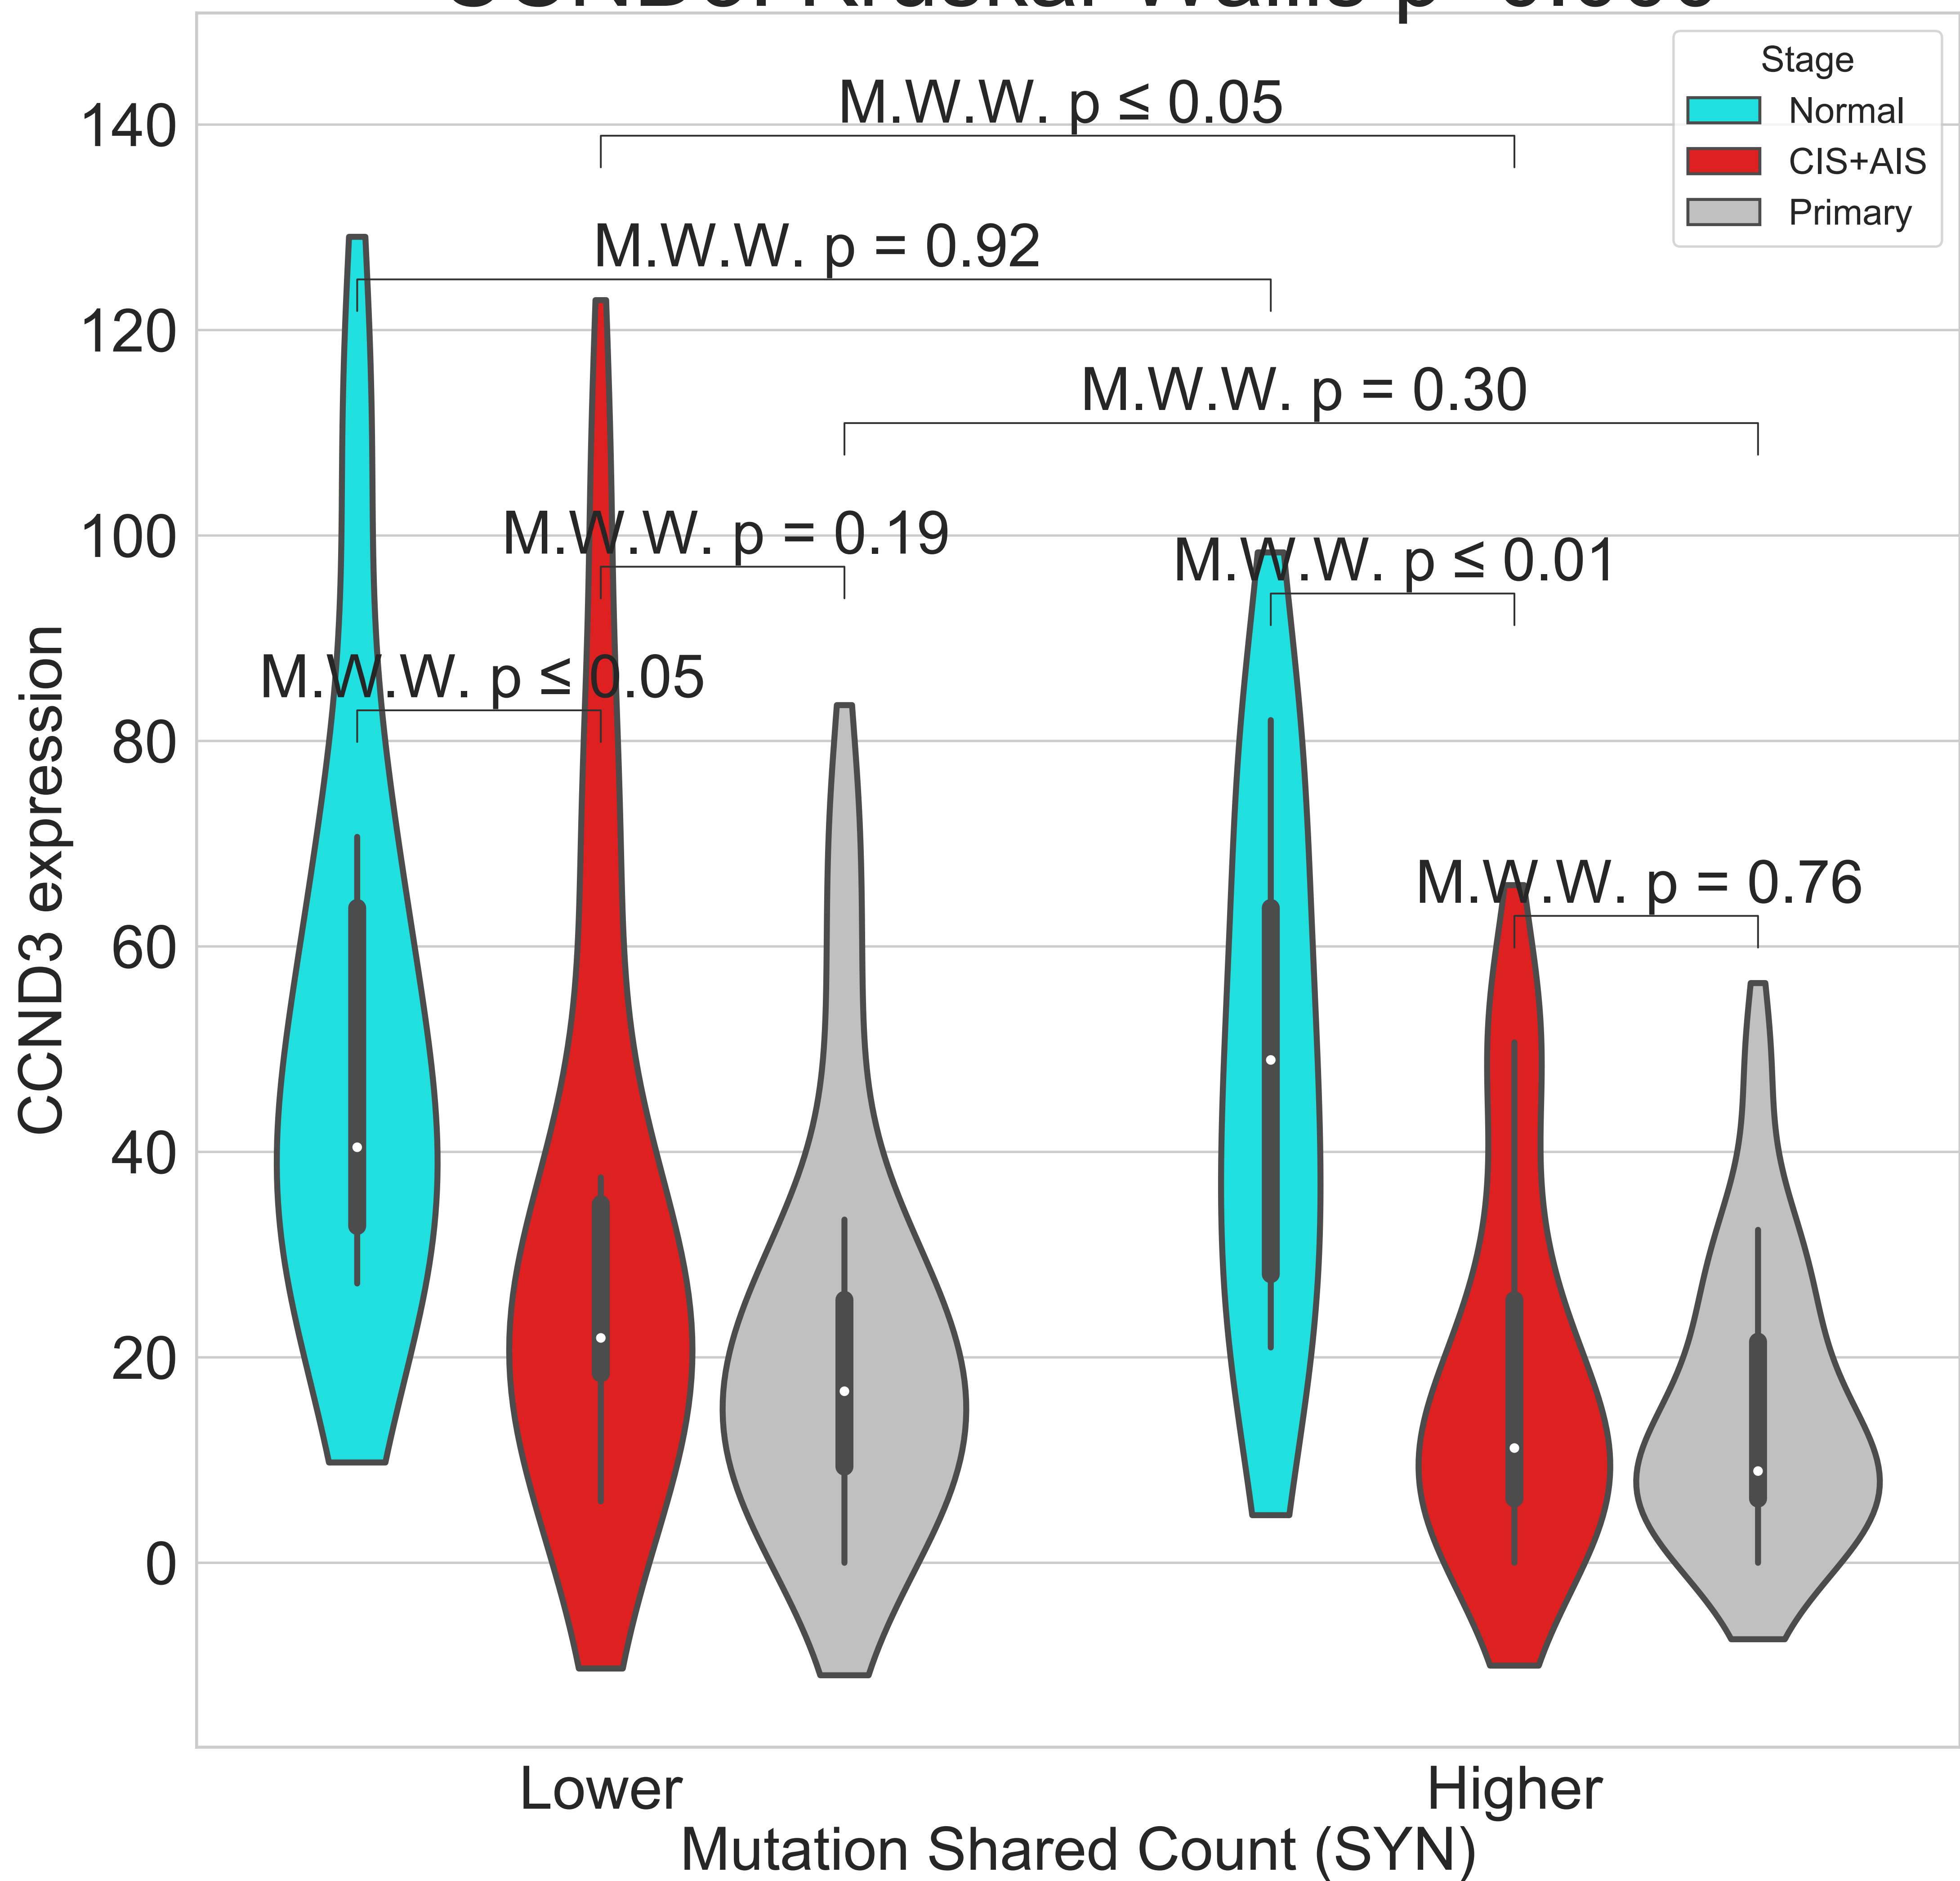 Stage
Normal
CIS+AIS
Primary
M.W.W. p ≤ 0.05
M.W.W. p = 0.92
M.W.W. p = 0.30
M.W.W. p = 0.19
M.W.W. p ≤ 0.01
M.W.W. p ≤ 0.05
M.W.W. p = 0.76
140
120
100
80
60
40
20
0
CCND3 expression
Lower
Higher
Mutation Shared Count (SYN)